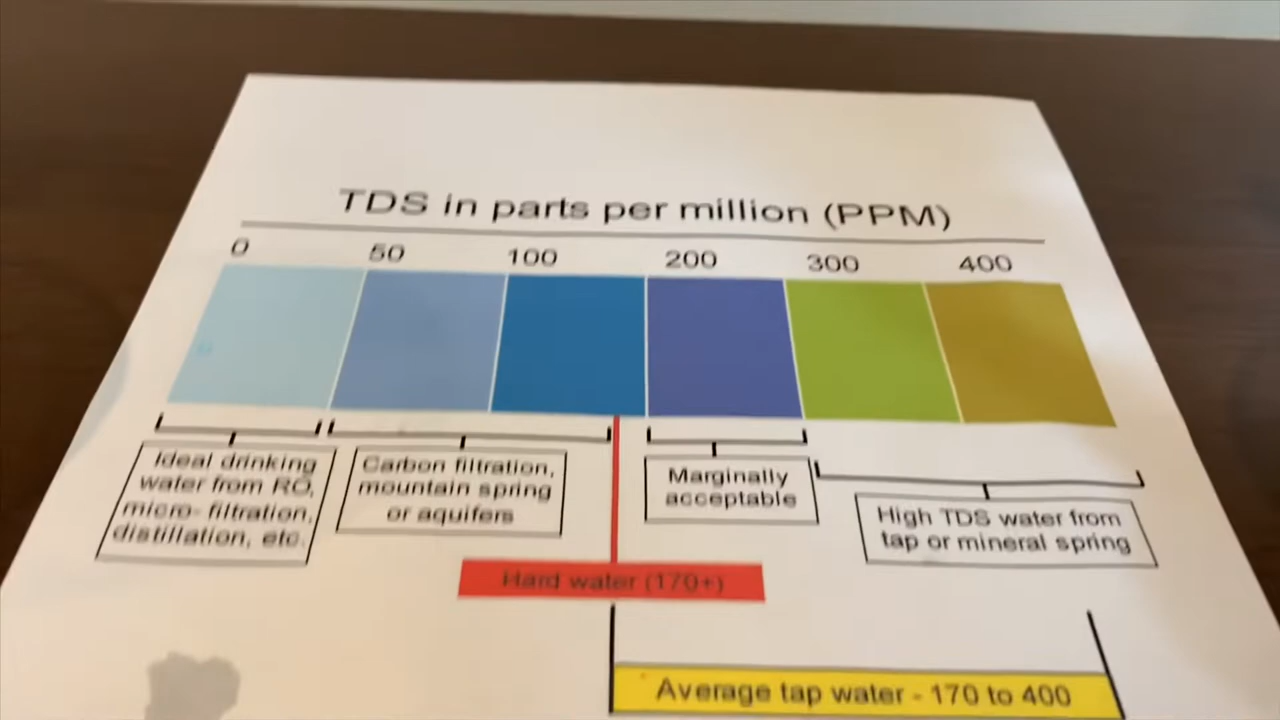 TDS in parts per million (PPM)
0 50 100 200 300 400
Ideal drinking
water from RO,
micro- filtration,
distillation, etc.
Carbon filtration,
mountain spring
or aquifers
Marginally
acceptable
High TDS water from
tap or mineral spring
Hard water (170+)
Average tap water - 170 to 400